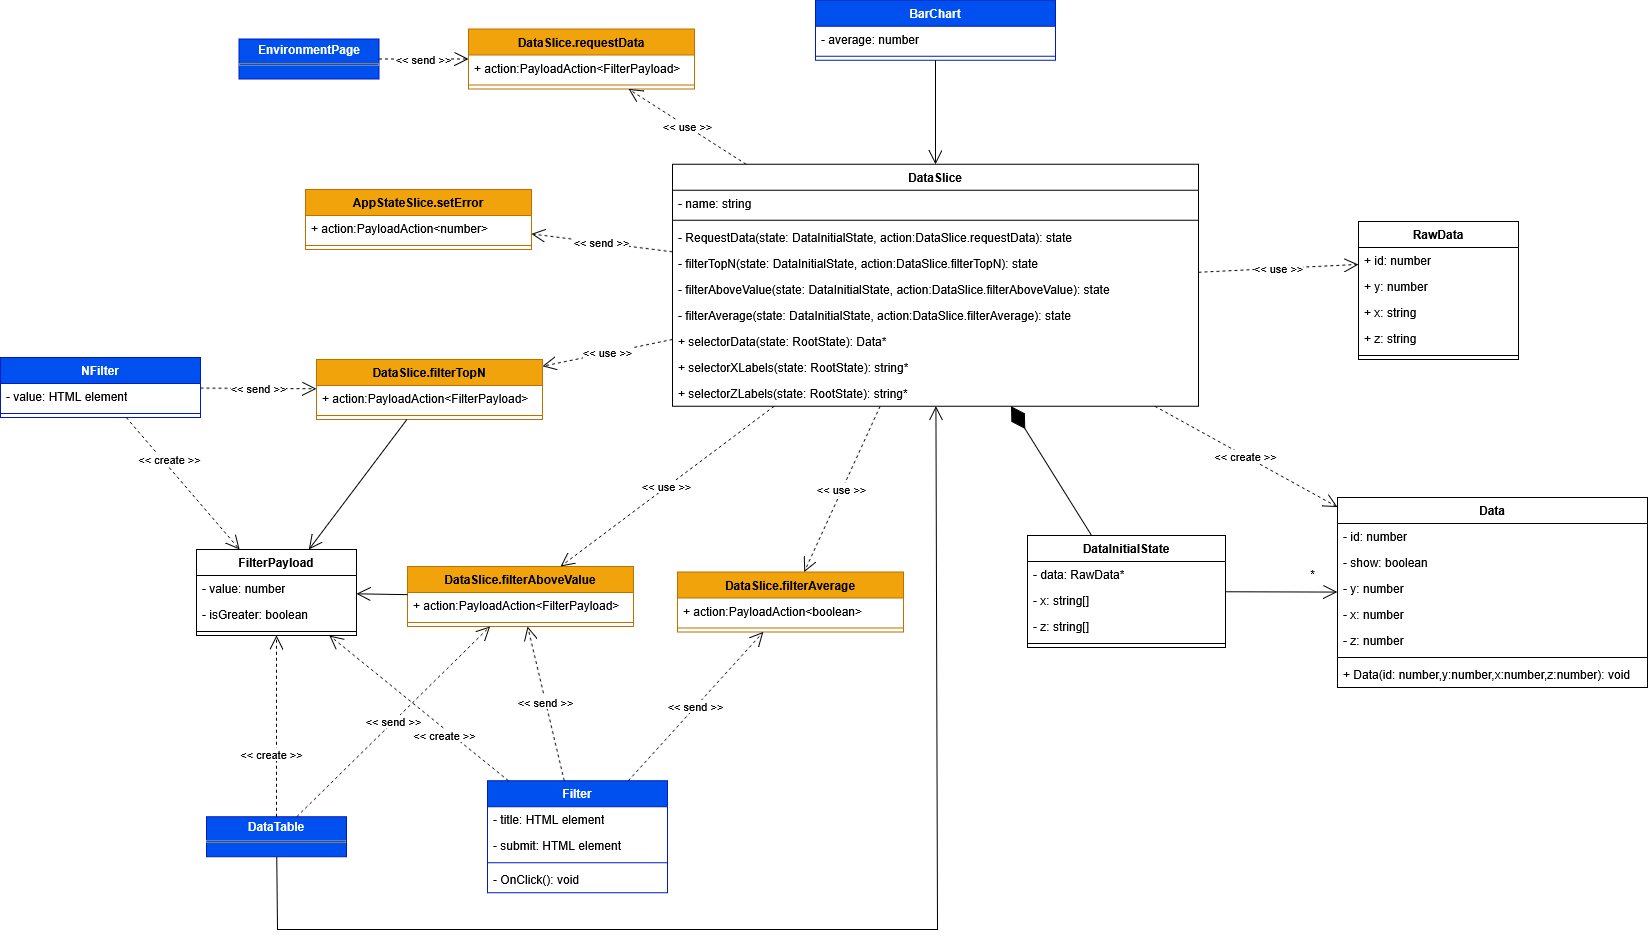 BarChart
- average: number
EnvironmentPage
<< send >>
DataSlice.requestData
+ action:PayloadAction<FilterPayload>
<< use >>
DataSlice
- name: string
- RequestData(state: DataInitialState, action:DataSlice.requestData): state
- filterTopN(state: DataInitialState, action:DataSlice.filterTopN): state
- filterAboveValue(state: DataInitialState, action:DataSlice.filterAboveValue): state
- filterAverage(state: DataInitialState, action:DataSlice.filterAverage): state
+ selectorData(state: RootState): Data*
+ selectorXLabels(state: RootState): string*
+ selectorZLabels(state: RootState): string*
AppStateSlice.setError
+ action:PayloadAction<number>
<< send >>
<< use >>
RawData
+ id: number
+ y: number
+ x: string
+ z: string
<< use >>
NFilter
- value: HTML element
<< send >>
DataSlice.filterTopN
+ action:PayloadAction<FilterPayload>
<< create >>
<< use >>
<< use >>
<< create >>
FilterPayload
- value: number
- isGreater: boolean
DataSlice.filterAboveValue
+ action:PayloadAction<FilterPayload>
DataSlice.filterAverage
+ action:PayloadAction<boolean>
DataInitialState
- data: RawData*
- x: string[]
- z: string[]
*
Data
- id: number
- show: boolean
- y: number
- x: number
- z: number
+ Data(id: number,y:number,x:number,z:number): void
<< send >>
<< send >>
<< send >>
<< create >>
<< create >>
DataTable
Filter
- title: HTML element
- submit: HTML element
- OnClick(): void